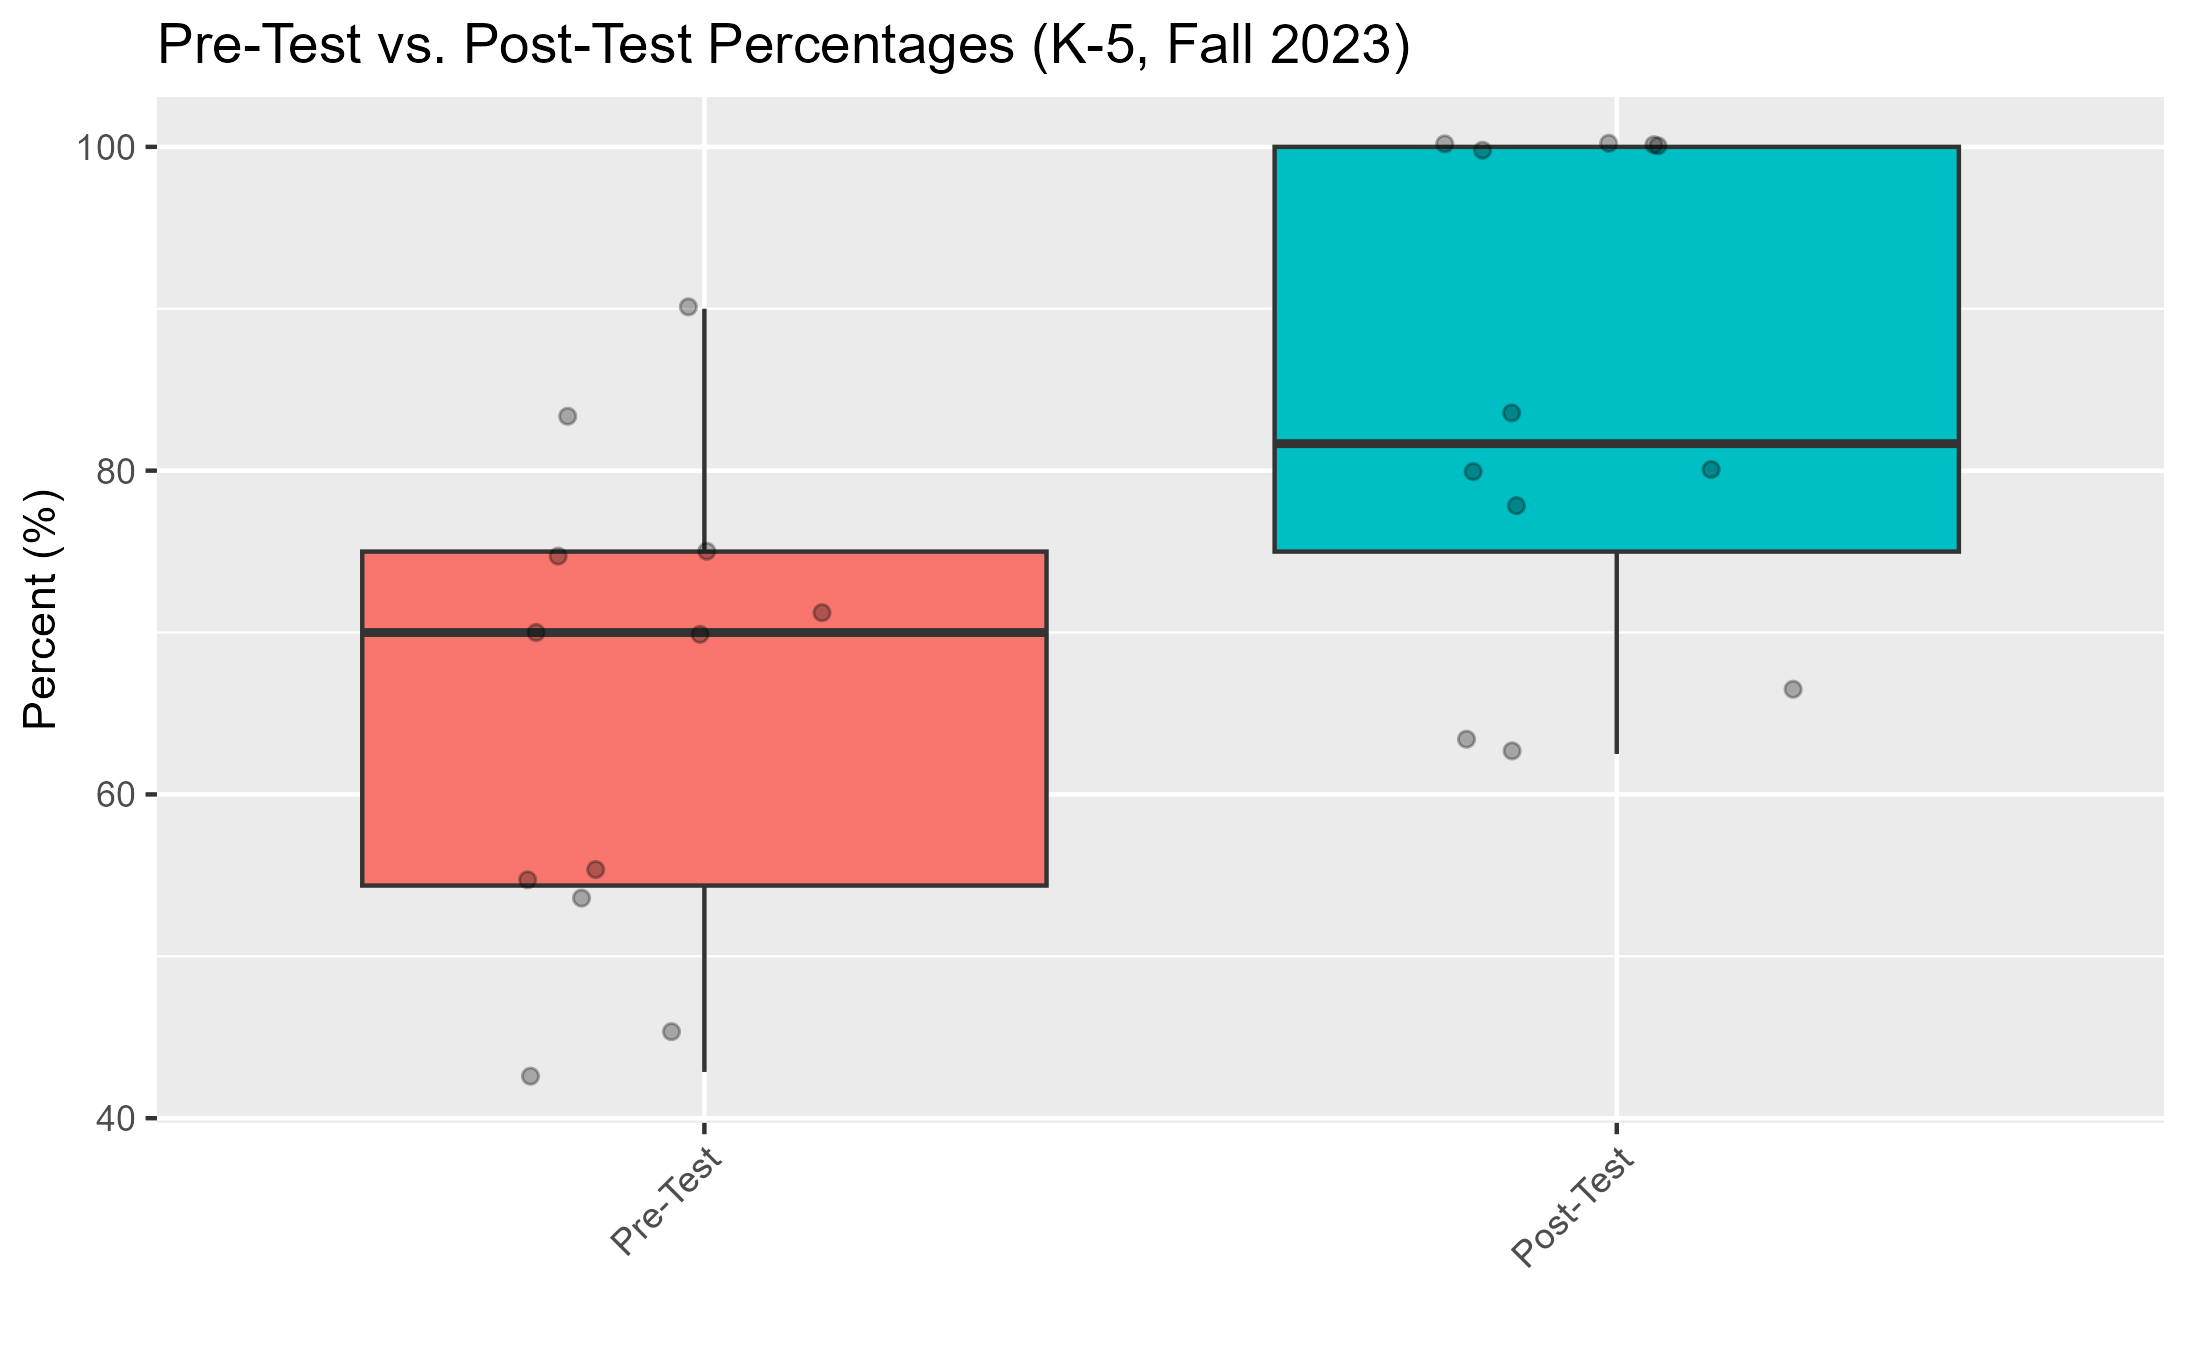 Pre-Test vs. Post-Test Percentages (K-5, Fall 2023)
Percent (%)
100
80
60
40
Pre-Test
Post-Test